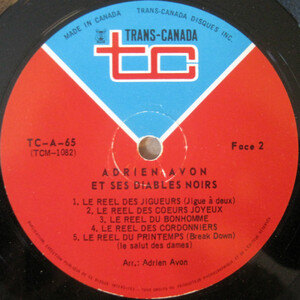 MADE IN CANADA
TRANS-CANADA DISQUES INC.
TRANS-CANADA
tc
TC-A-65
(TCM-1082)
Face 2
ADRIEN AVON
ET SES DIABLES NOIRS
1. LE REEL DES JIGUEURS (Jigue à deux)
2. LE REEL DES COEURS JOYEUX
3. LE REEL DU BONHOMME
4. LE REEL DES CORDONNIERS
5. LE REEL DU PRINTEMPS (Break Down)
(le salut des dames)
Arr.: Adrien Avon